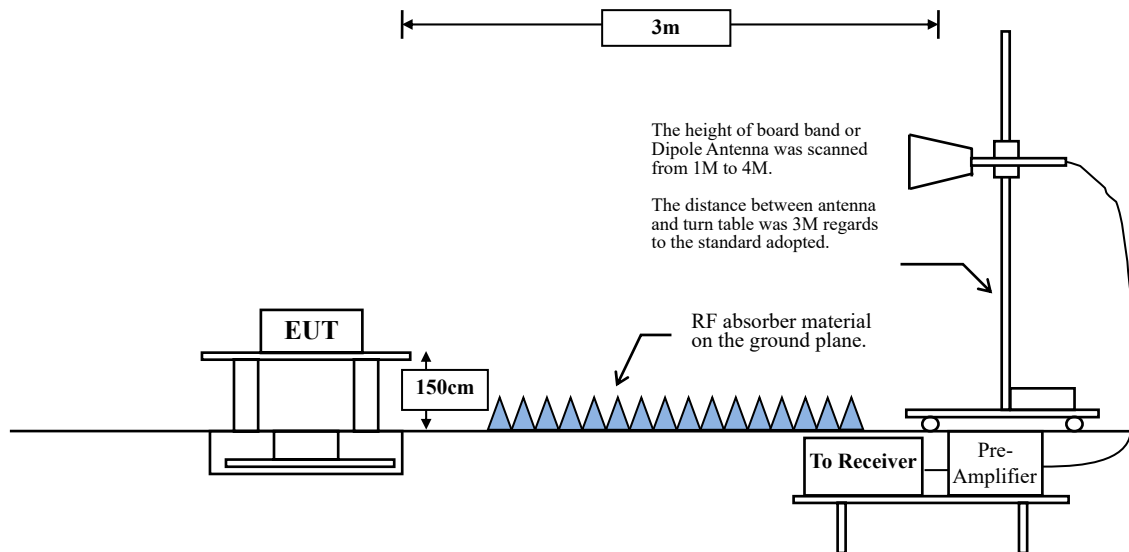 3m
The height of board band or
Dipole Antenna was scanned
from 1M to 4M.
The distance between antenna
and turn table was 3M regards
to the standard adopted.
EUT
RF absorber material
on the ground plane.
150cm
To Receiver
Pre-
Amplifier